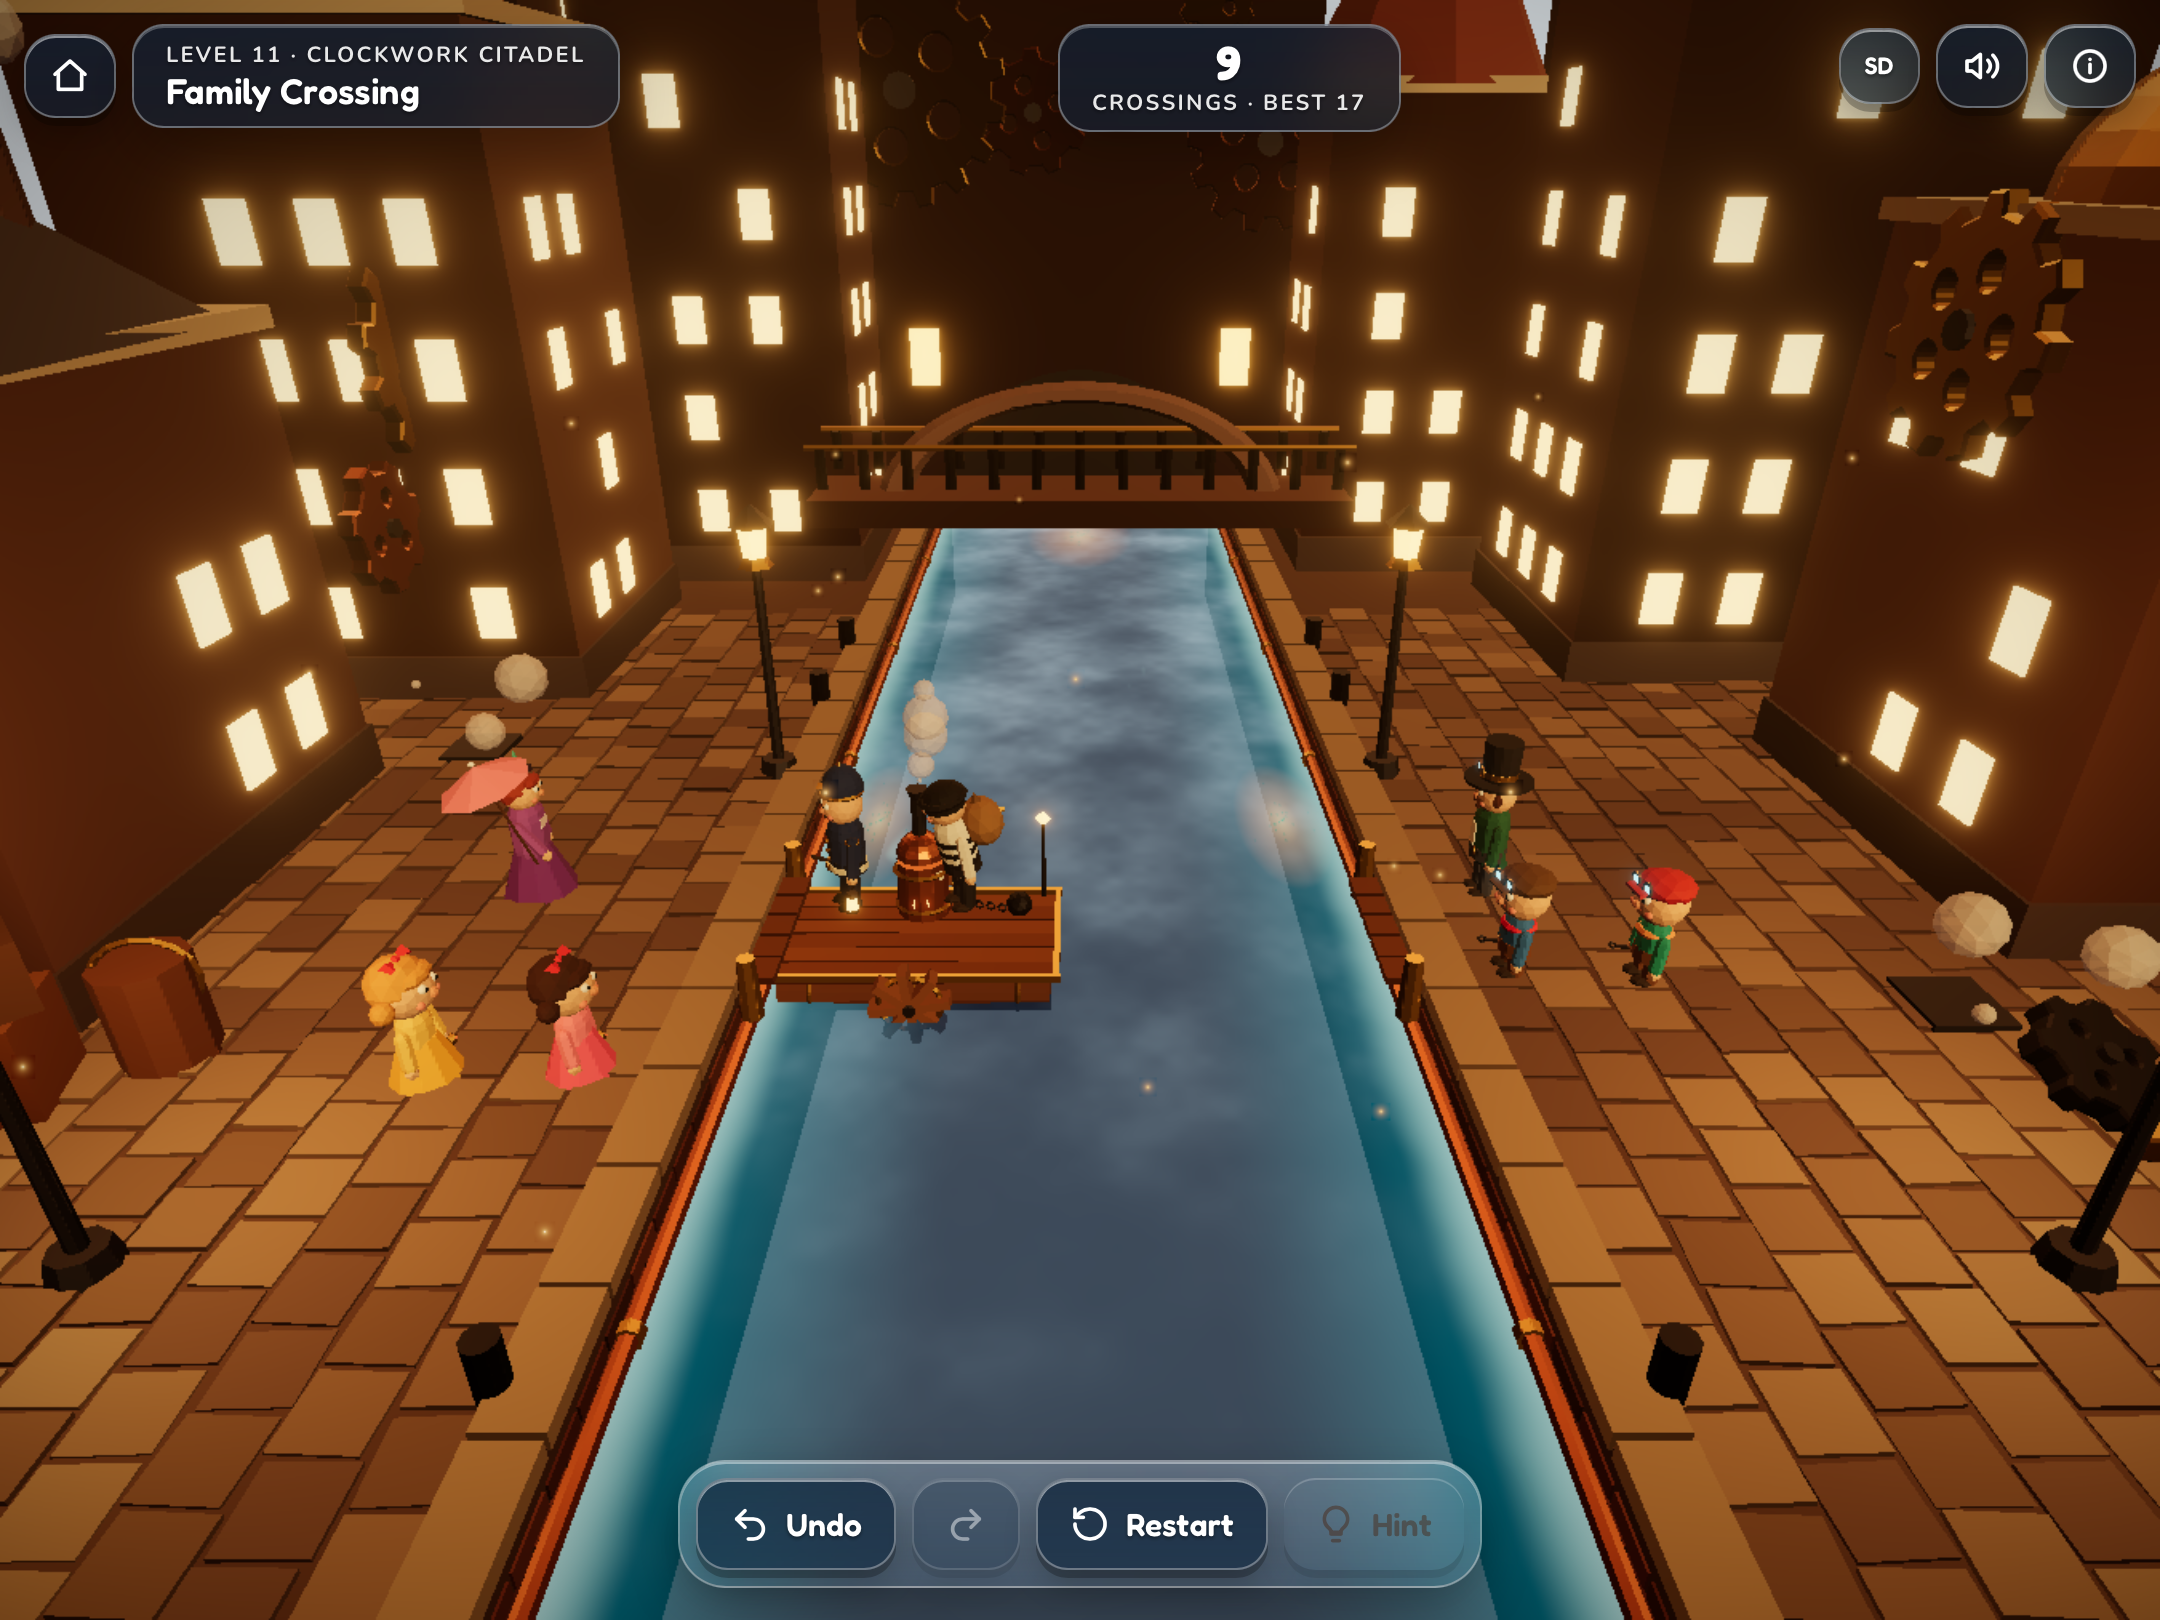 LEVEL 11 · CLOCKWORK CITADEL
Family Crossing
9
CROSSINGS · BEST 17
SD
Undo
Restart
Hint